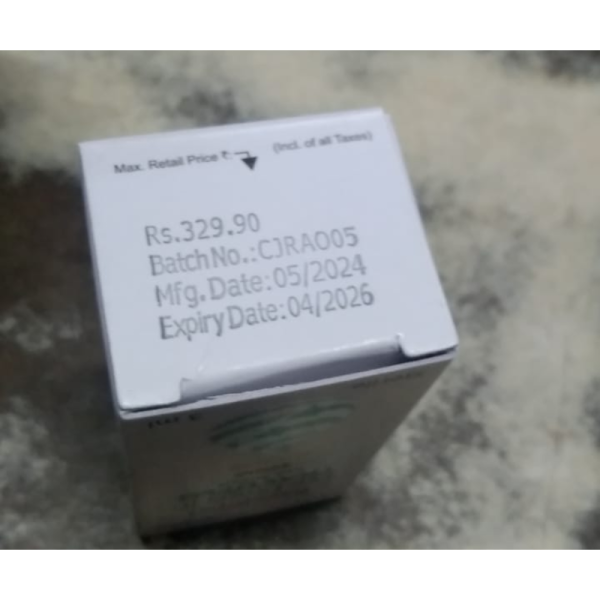 Max. Retail Price ₹ (Incl. of all Taxes)
Rs.329.90
Batch No.:CJRAO05
Mfg. Date:05/2024
Expiry Date:04/2026